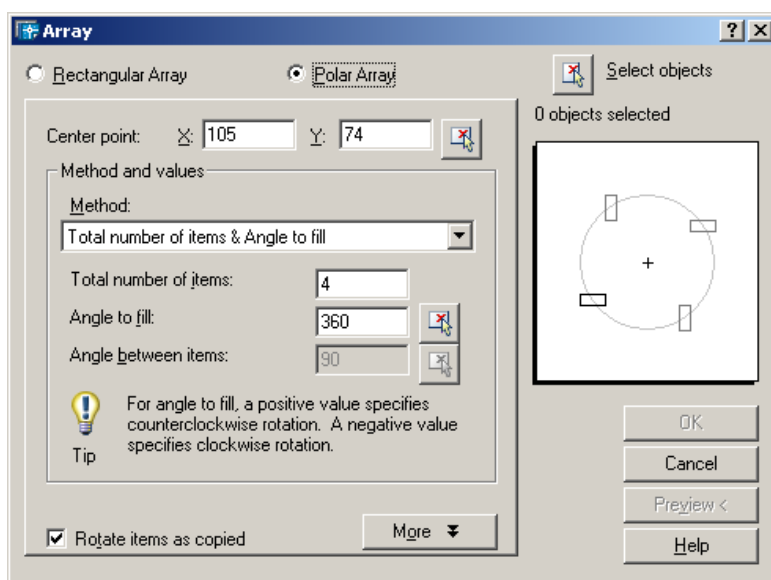 Array
Rectangular Array
Polar Array
Select objects
0 objects selected
Center point: X: 105 Y: 74
Method and values
Method:
Total number of items & Angle to fill
Total number of items: 4
Angle to fill: 360
Angle between items: 90
For angle to fill, a positive value specifies
counterclockwise rotation. A negative value
specifies clockwise rotation.
Tip
Rotate items as copied
More
OK
Cancel
Preview <
Help